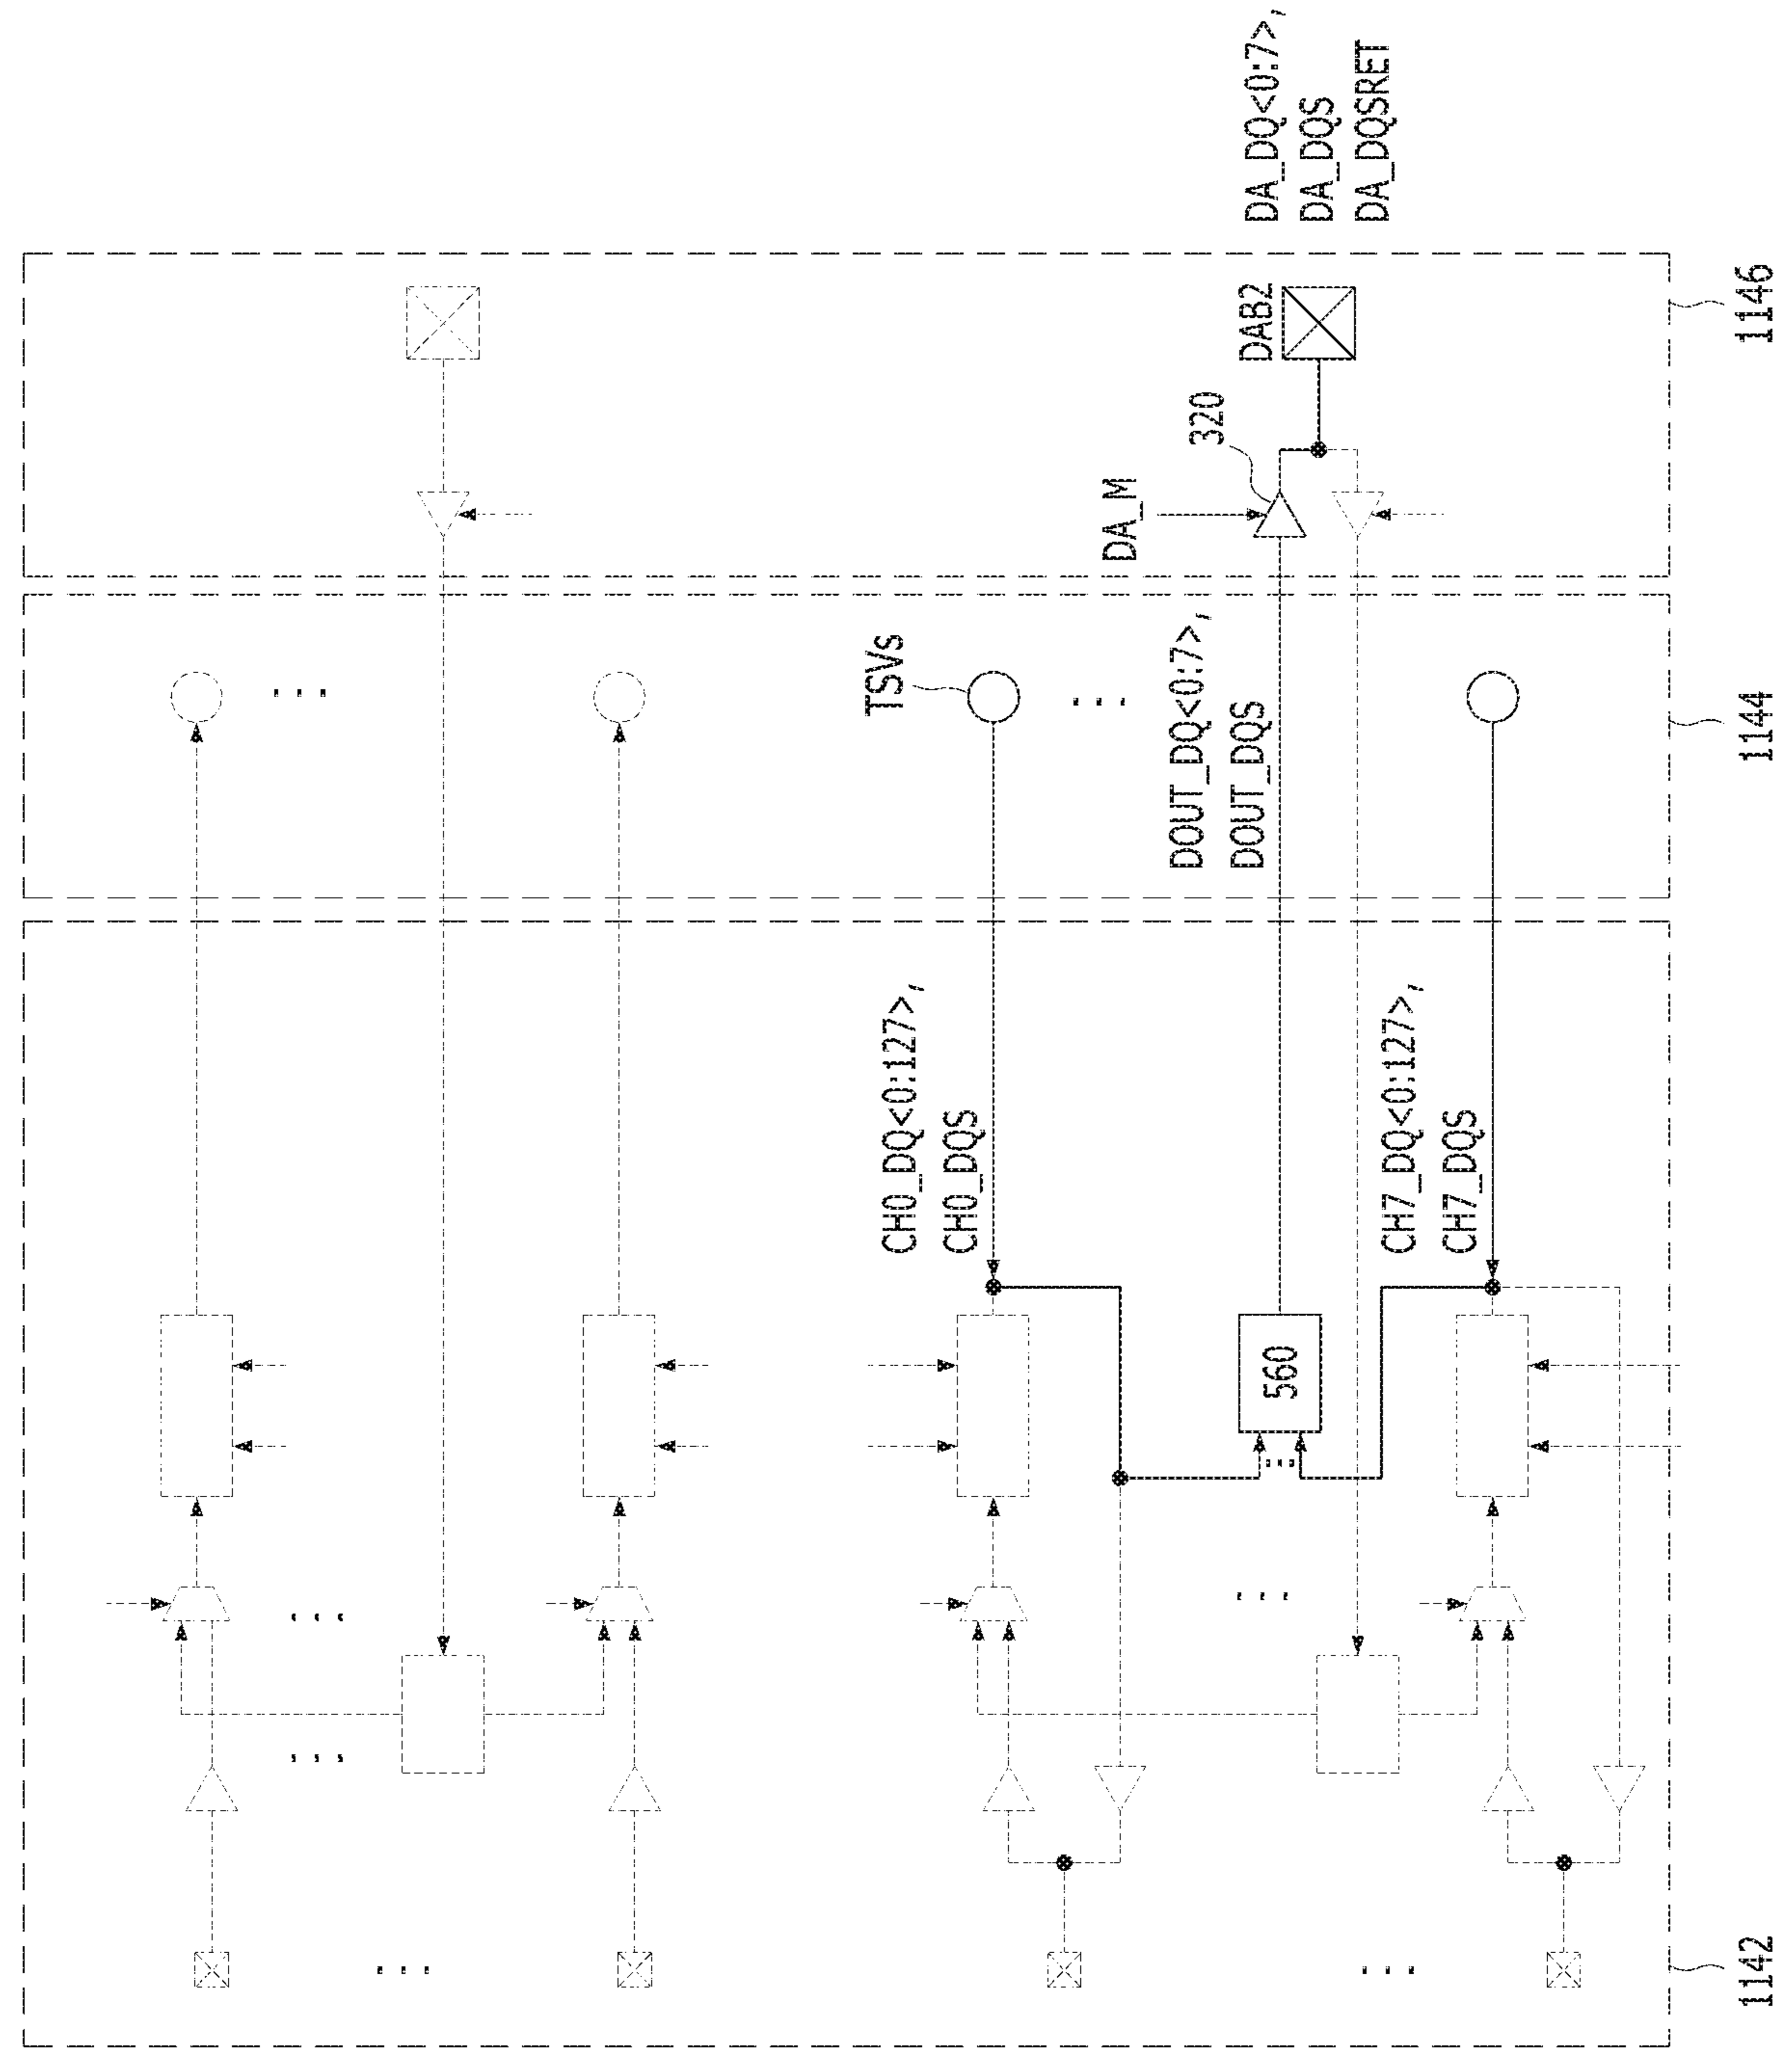 1142
1144
1146
CH0_DQ<0:127>,
CH0_DQS
TSVs
560
DOUT_DQ<0:7>,
DOUT_DQS
DA_M
320
DAB2
DA_DQ<0:7>,
DA_DQS
DA_DQSRET
CH7_DQ<0:127>,
CH7_DQS